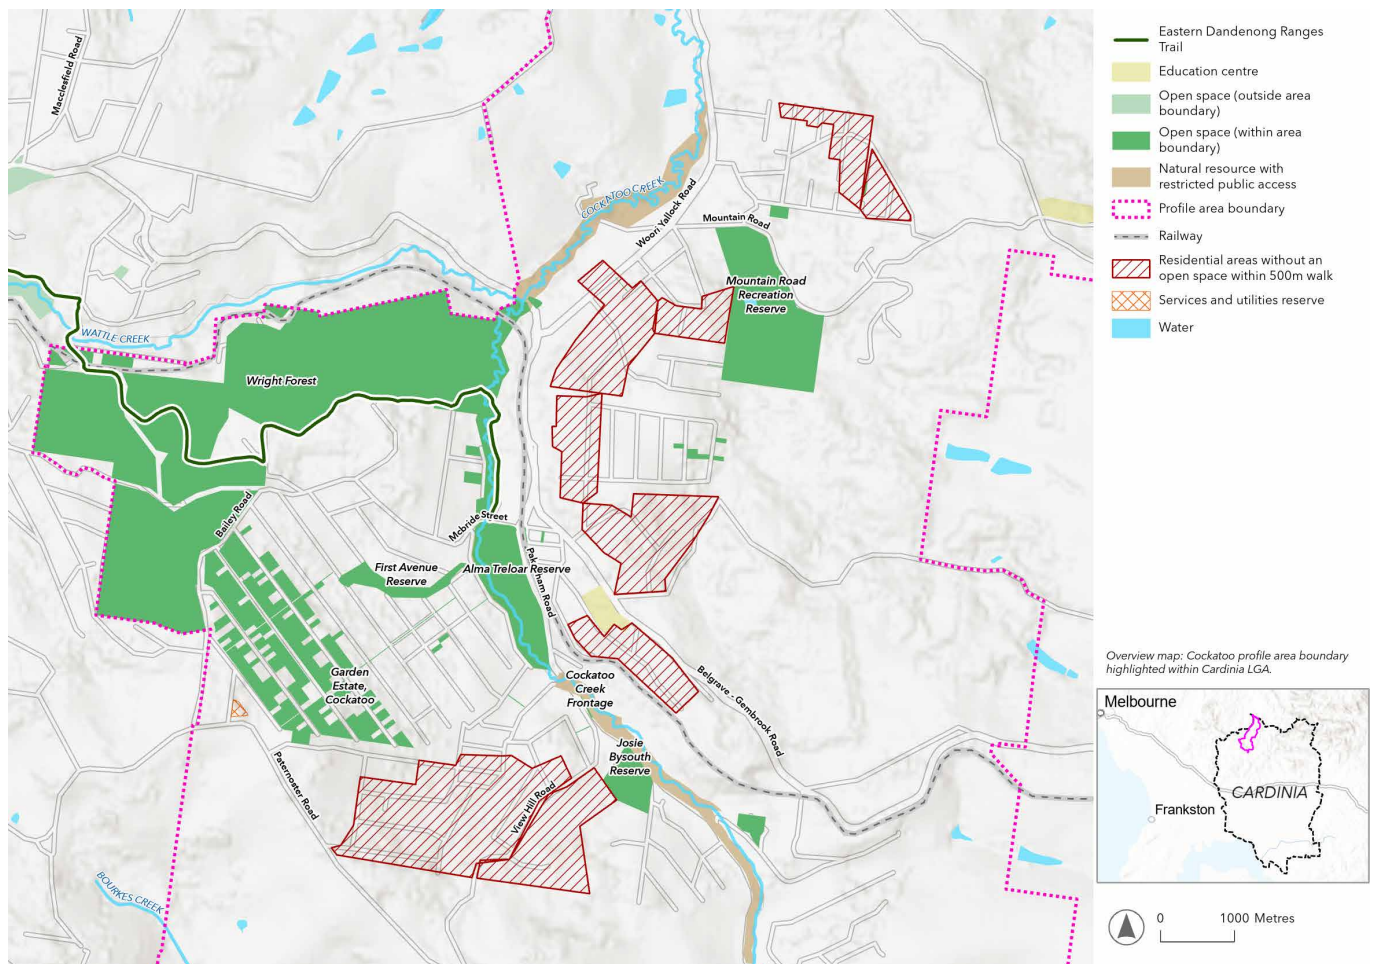 Macclesfield Road
COCKATOO CREEK
Woori Yallock Road
Mountain Road
Mountain Road
Recreation
Reserve
WATTLE CREEK
Wright Forest
Bailey Road
Mcbride Street
First Avenue
Reserve
Alma Treloar Reserve
Pakenham Road
Garden
Estate,
Cockatoo
Cockatoo
Creek
Frontage
Belgrave - Gembrook Road
Josie
Bysouth
Reserve
Paternoster Road
View Hill Road
BOURKES CREEK
Eastern Dandenong Ranges
Trail
Education centre
Open space (outside area
boundary)
Open space (within area
boundary)
Natural resource with
restricted public access
Profile area boundary
Railway
Residential areas without an
open space within 500m walk
Services and utilities reserve
Water
Overview map: Cockatoo profile area boundary
highlighted within Cardinia LGA.
Melbourne
CARDINIA
Frankston
0 1000 Metres